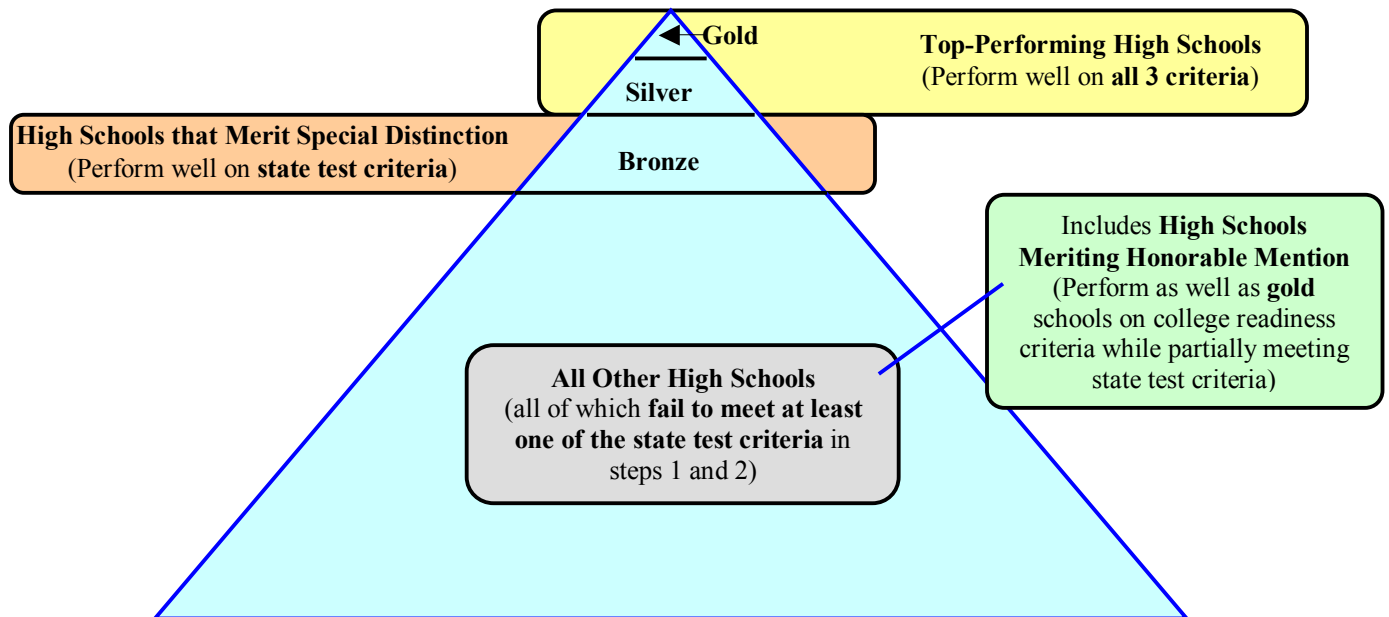 Gold
Top-Performing High Schools
(Perform well on all 3 criteria)
Silver
High Schools that Merit Special Distinction
(Perform well on state test criteria)
Bronze
Includes High Schools
Meriting Honorable Mention
(Perform as well as gold
schools on college readiness
criteria while partially meeting
state test criteria)
All Other High Schools
(all of which fail to meet at least
one of the state test criteria in
steps 1 and 2)